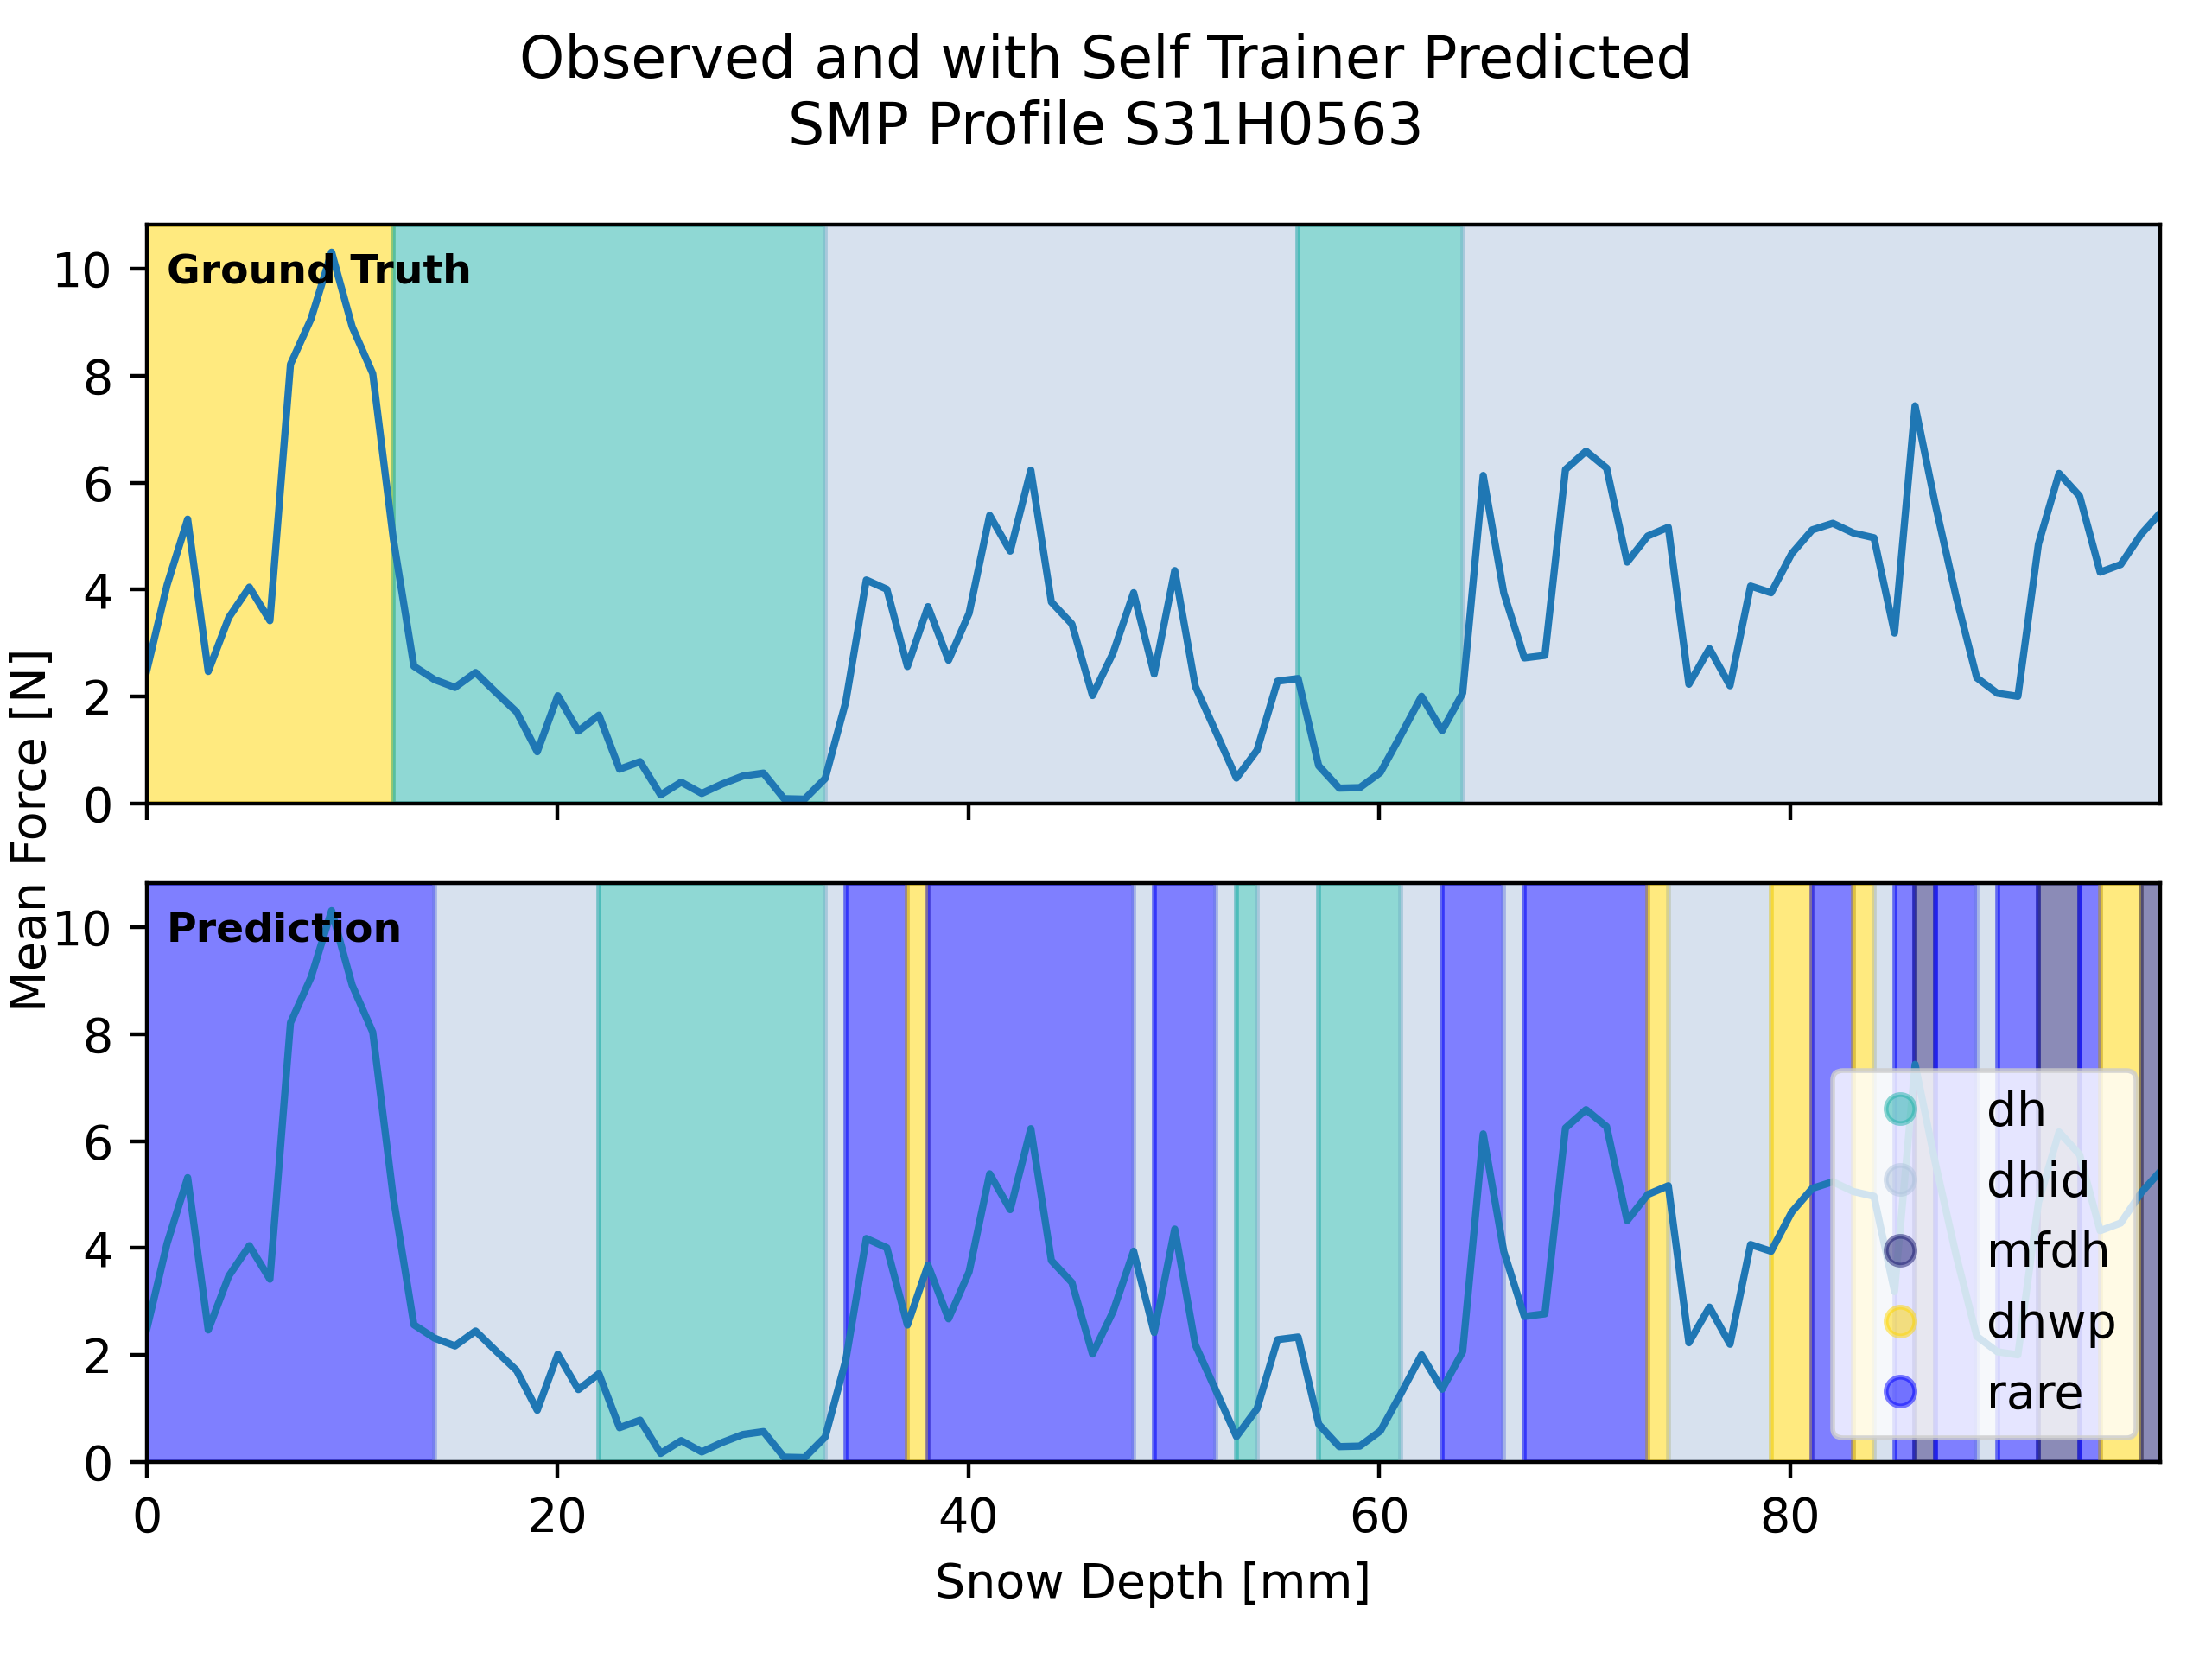 Observed and with Self Trainer Predicted
SMP Profile S31H0563
Ground Truth
10
8
6
4
2
0
Mean Force [N]
Prediction
10
8
6
4
2
0
dh
dhid
mfdh
dhwp
rare
0 20 40 60 80
Snow Depth [mm]